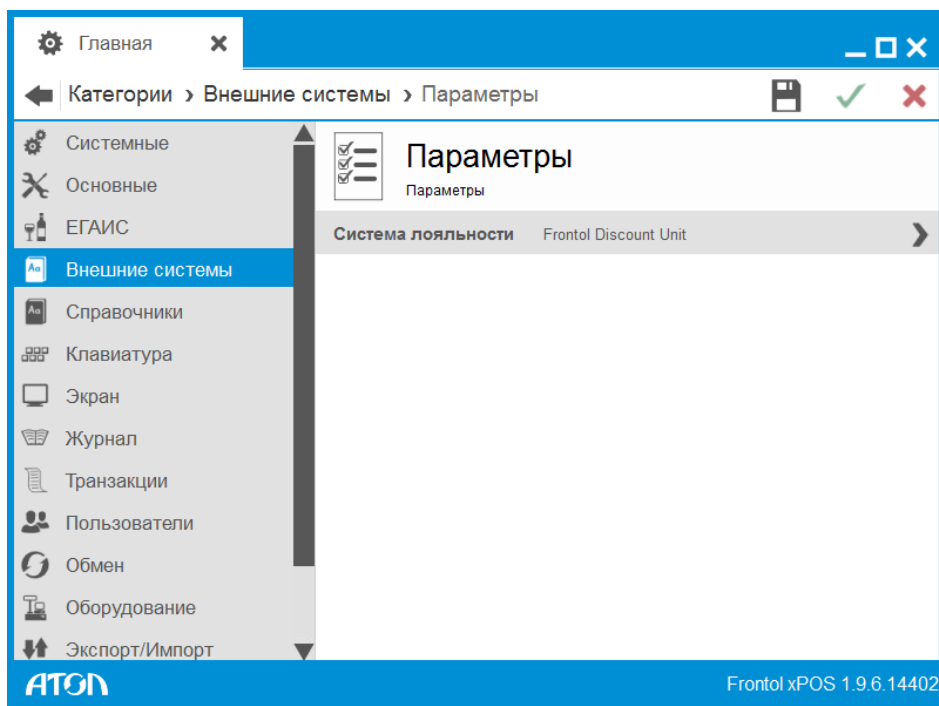 Главная
Категории › Внешние системы › Параметры
Системные
Основные
ЕГАИС
Внешние системы
Справочники
Клавиатура
Экран
Журнал
Транзакции
Пользователи
Обмен
Оборудование
Экспорт/Импорт
Параметры
Параметры
Система лояльности Frontol Discount Unit
АТОЛ
Frontol xPOS 1.9.6.14402